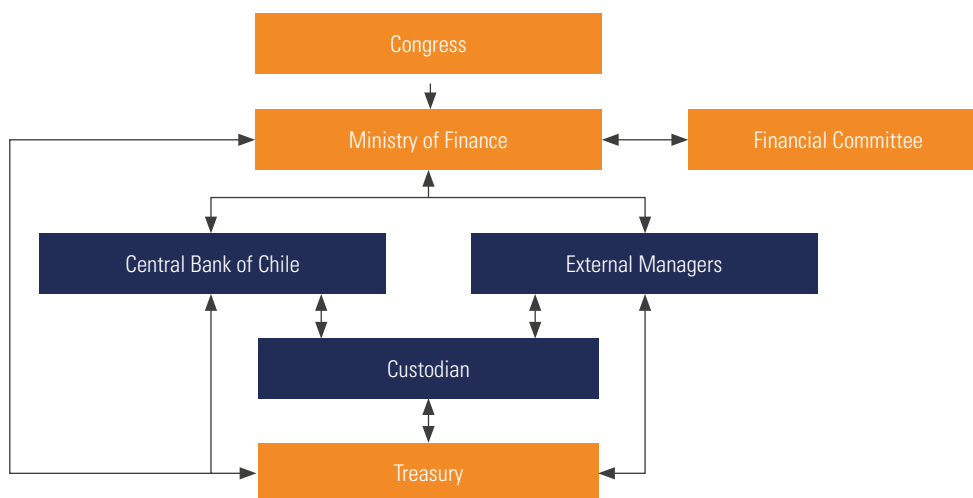 Congress
Ministry of Finance
Financial Committee
Central Bank of Chile
External Managers
Custodian
Treasury